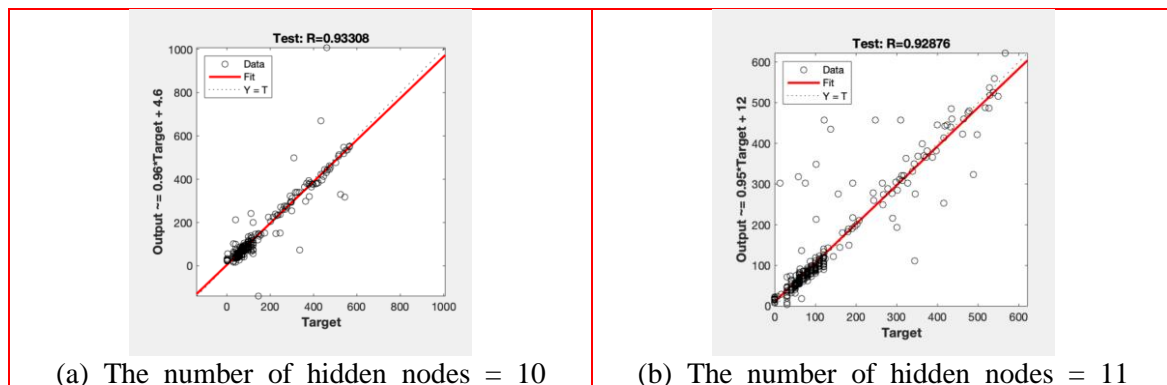 Test: R=0.93308
1000
Data
Fit
Y = T
800
600
400
200
0
Output ~= 0.96*Target + 4.6
0
200
400
600
800
1000
Target
(a) The number of hidden nodes = 10
Test: R=0.92876
600
Data
Fit
Y = T
500
400
300
200
100
0
Output ~= 0.95*Target + 12
0
100
200
300
400
500
600
Target
(b) The number of hidden nodes = 11